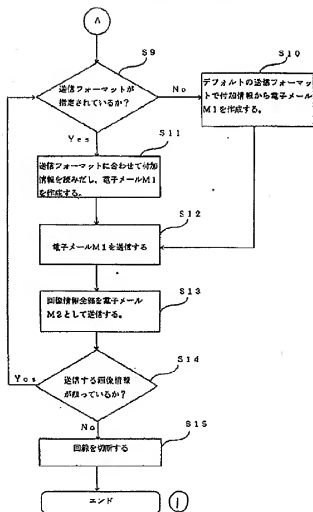 A
S9
送信フォーマットが
指定されているか?
No
S10
デフォルトの送信フォーマッ
トで付加情報から電子メール
M1を作成する。
Yes
S11
送信フォーマットに合わせて付加
情報を読みだし、電子メールM1
を作成する。
S12
電子メールM1を送信する
S13
画像情報全部を電子メール
M2として送信する。
S14
Yes
送信する画像情報
が残っているか?
No
S15
回線を切断する
エンド
①